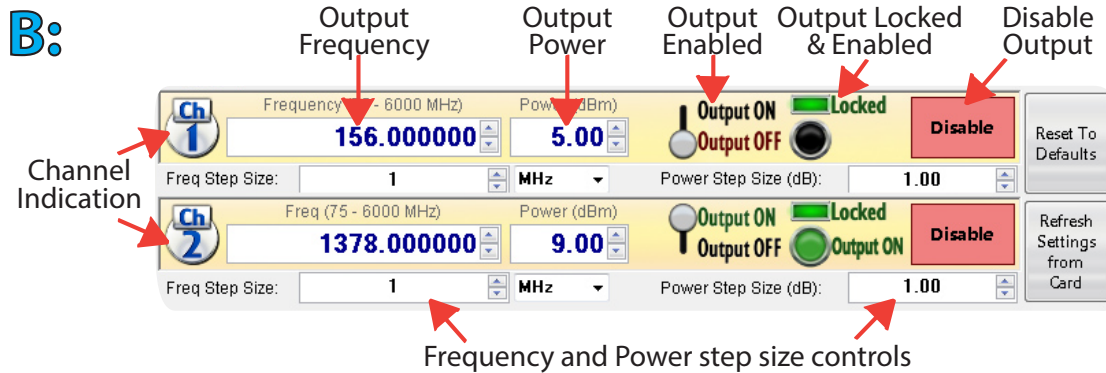 B:
Output Frequency
Output Power
Output Enabled
Output Locked & Enabled
Disable Output
Channel Indication
Ch 1
Frequency - 6000 MHz)
156.000000
Power (dBm)
5.00
Output ON
Output OFF
Locked
Disable
Reset To Defaults
Freq Step Size:
1
MHz
Power Step Size (dB):
1.00
Ch 2
Freq (75 - 6000 MHz)
1378.000000
Power (dBm)
9.00
Output ON
Output OFF
Locked
Output ON
Disable
Refresh Settings from Card
Freq Step Size:
1
MHz
Power Step Size (dB):
1.00
Frequency and Power step size controls